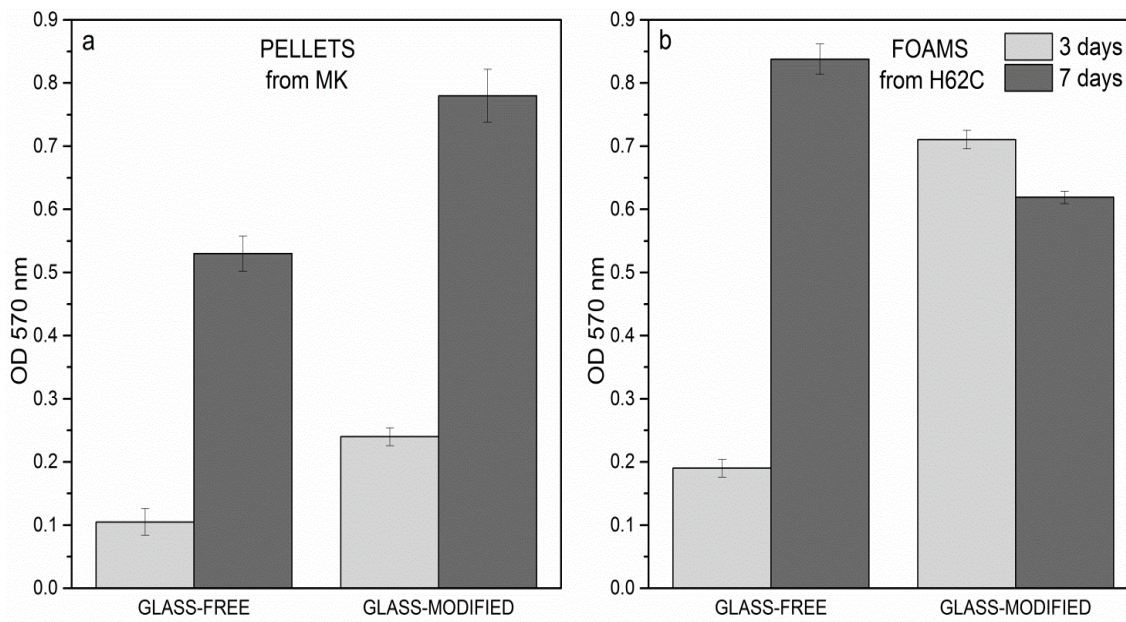 a
PELLETS
from MK
OD 570 nm
0.9
0.8
0.7
0.6
0.5
0.4
0.3
0.2
0.1
0.0
GLASS-FREE
GLASS-MODIFIED
b
FOAMS
from H62C
3 days
7 days
OD 570 nm
0.9
0.8
0.7
0.6
0.5
0.4
0.3
0.2
0.1
0.0
GLASS-FREE
GLASS-MODIFIED